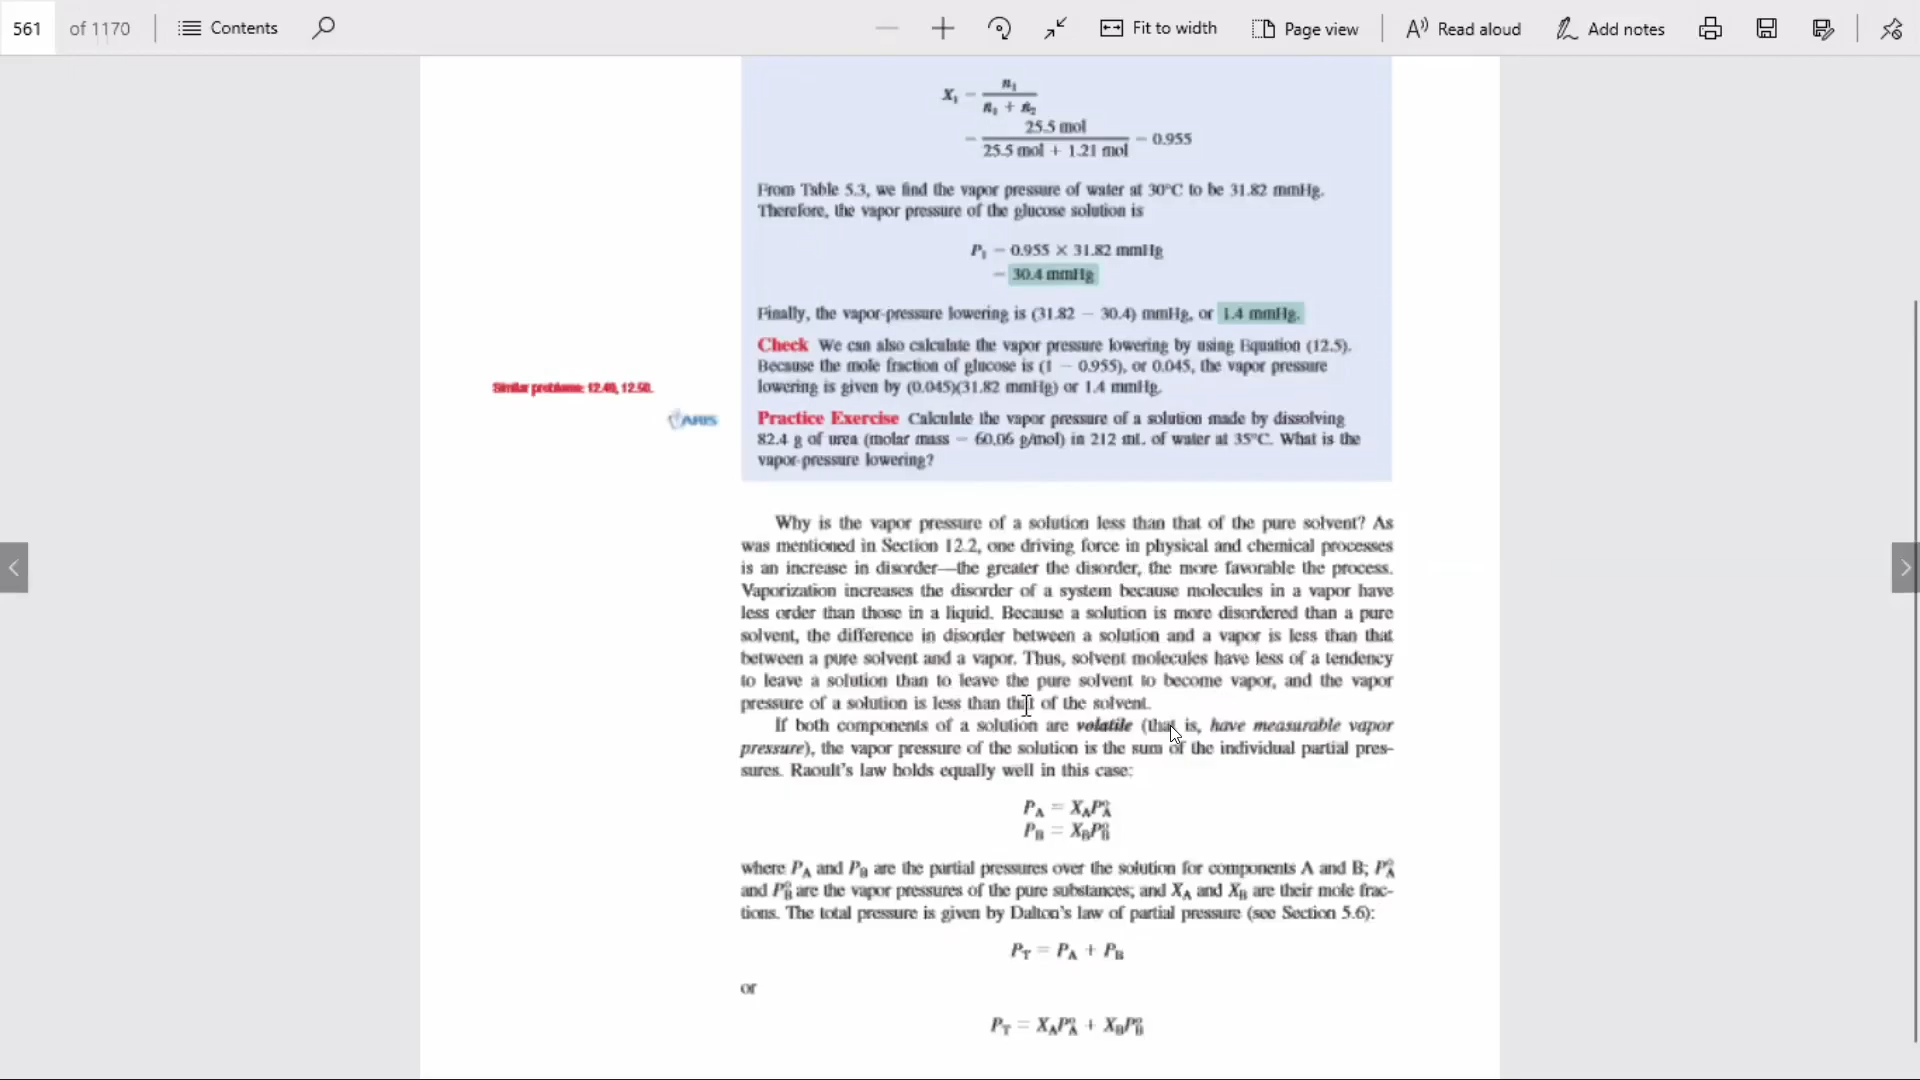 561 of 1170 Contents Fit to width Page view Read aloud Add notes
X₁ = n₁ / n₁ + n₂
= 25.5 mol / 25.5 mol + 1.21 mol = 0.955
From Table 5.3, we find the vapor pressure of water at 30°C to be 31.82 mmHg.
Therefore, the vapor pressure of the glucose solution is
P₁ = 0.955 × 31.82 mmHg
= 30.4 mmHg
Finally, the vapor-pressure lowering is (31.82 − 30.4) mmHg, or 1.4 mmHg.
Check We can also calculate the vapor pressure lowering by using Equation (12.5).
Because the mole fraction of glucose is (1 − 0.955), or 0.045, the vapor pressure
lowering is given by (0.045)(31.82 mmHg) or 1.4 mmHg.
Similar problems: 12.49, 12.50.
ARIS
Practice Exercise Calculate the vapor pressure of a solution made by dissolving
82.4 g of urea (molar mass = 60.06 g/mol) in 212 mL of water at 35°C. What is the
vapor-pressure lowering?
Why is the vapor pressure of a solution less than that of the pure solvent? As
was mentioned in Section 12.2, one driving force in physical and chemical processes
is an increase in disorder—the greater the disorder, the more favorable the process.
Vaporization increases the disorder of a system because molecules in a vapor have
less order than those in a liquid. Because a solution is more disordered than a pure
solvent, the difference in disorder between a solution and a vapor is less than that
between a pure solvent and a vapor. Thus, solvent molecules have less of a tendency
to leave a solution than to leave the pure solvent to become vapor, and the vapor
pressure of a solution is less than that of the solvent.
If both components of a solution are volatile (that is, have measurable vapor
pressure), the vapor pressure of the solution is the sum of the individual partial pres-
sures. Raoult's law holds equally well in this case:
P_A = X_A P°_A
P_B = X_B P°_B
where P_A and P_B are the partial pressures over the solution for components A and B; P°_A
and P°_B are the vapor pressures of the pure substances; and X_A and X_B are their mole frac-
tions. The total pressure is given by Dalton's law of partial pressure (see Section 5.6):
P_T = P_A + P_B
or
P_T = X_A P°_A + X_B P°_B